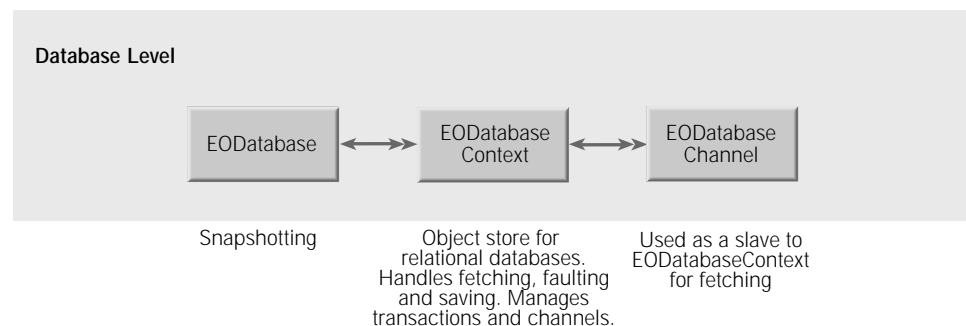 Database Level
EODatabase
EODatabase
Context
EODatabase
Channel
Snapshotting
Object store for
relational databases.
Handles fetching, faulting
and saving. Manages
transactions and channels.
Used as a slave to
EODatabaseContext
for fetching